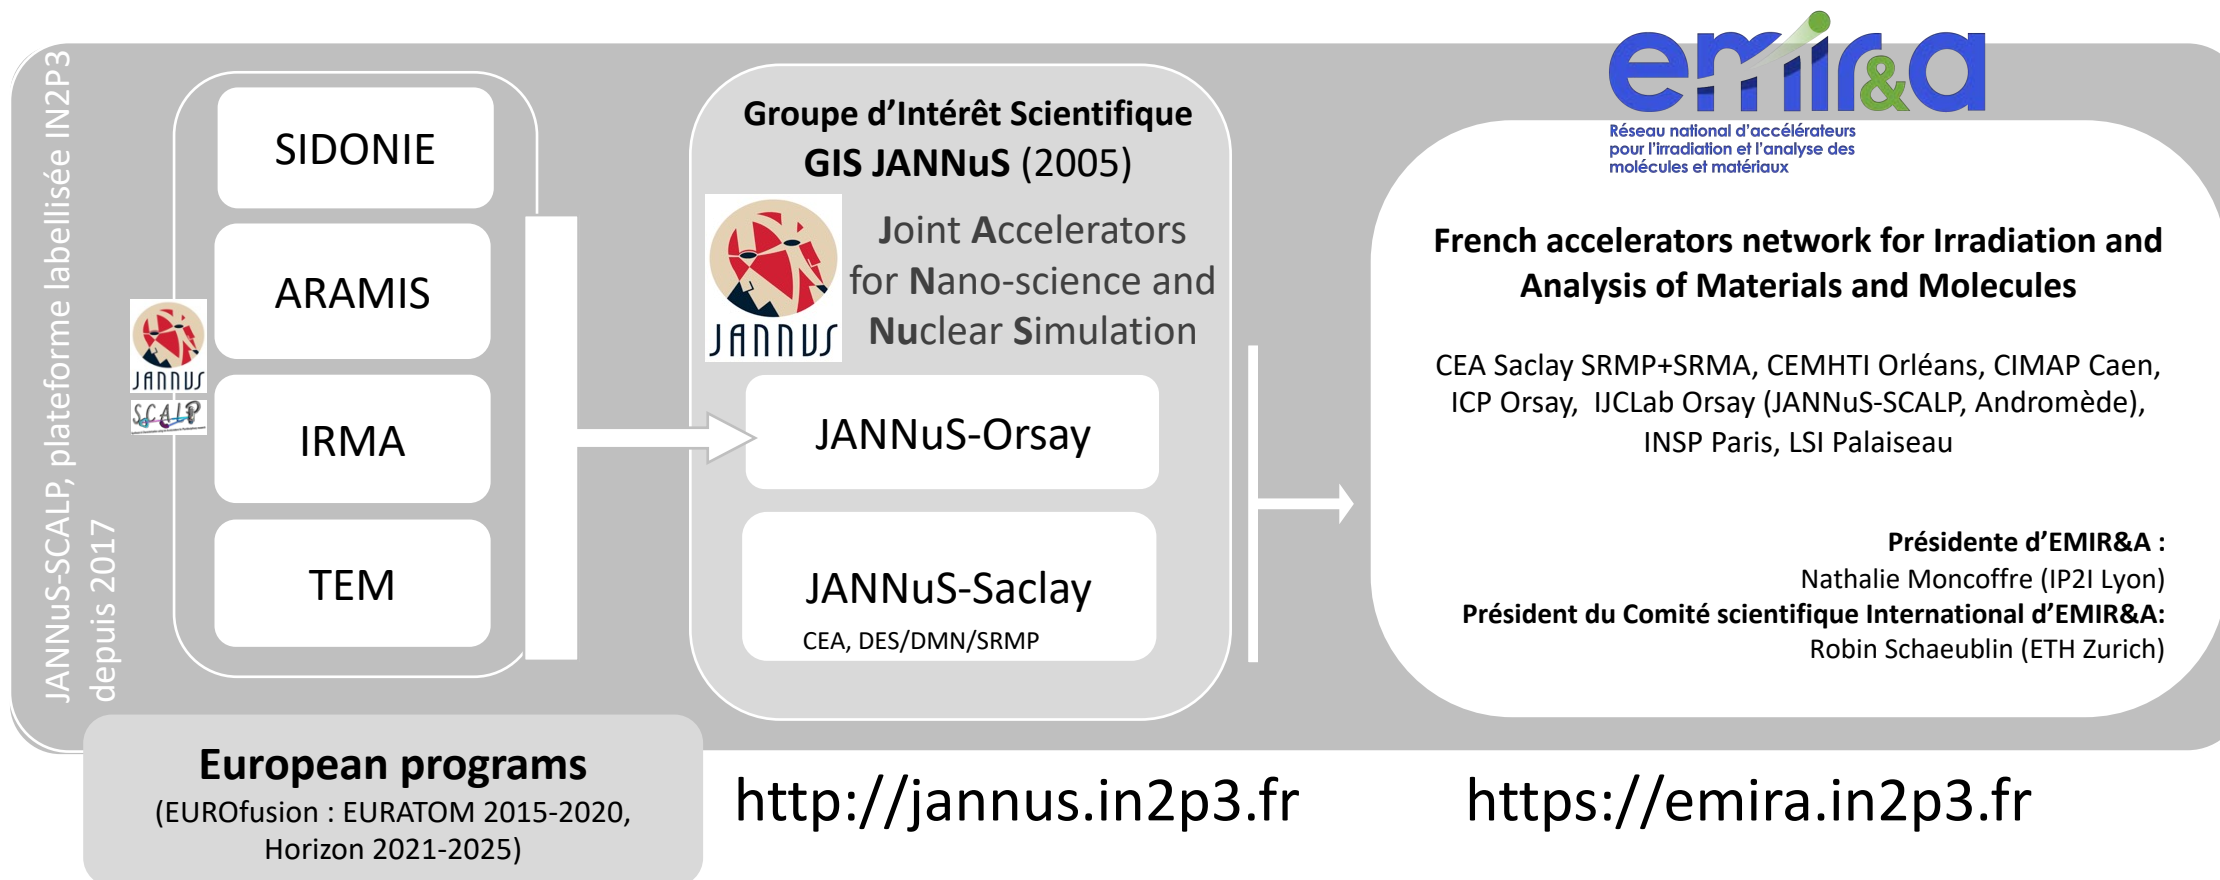 JANNuS-SCALP, plateforme labellisée IN2P3
depuis 2017
SIDONIE
ARAMIS
IRMA
TEM
JANNUS
SCALP
Groupe d’Intérêt Scientifique
GIS JANNuS (2005)
JANNUS
Joint Accelerators
for Nano-science and
Nuclear Simulation
JANNuS-Orsay
JANNuS-Saclay
CEA, DES/DMN/SRMP
emir&a
Réseau national d’accélérateurs
pour l’irradiation et l’analyse des
molécules et matériaux
French accelerators network for Irradiation and
Analysis of Materials and Molecules
CEA Saclay SRMP+SRMA, CEMHTI Orléans, CIMAP Caen,
ICP Orsay, IJCLab Orsay (JANNuS-SCALP, Andromède),
INSP Paris, LSI Palaiseau
Présidente d’EMIR&A :
Nathalie Moncoffre (IP2I Lyon)
Président du Comité scientifique International d’EMIR&A:
Robin Schaeublin (ETH Zurich)
European programs
(EUROfusion : EURATOM 2015-2020,
Horizon 2021-2025)
http://jannus.in2p3.fr
https://emira.in2p3.fr